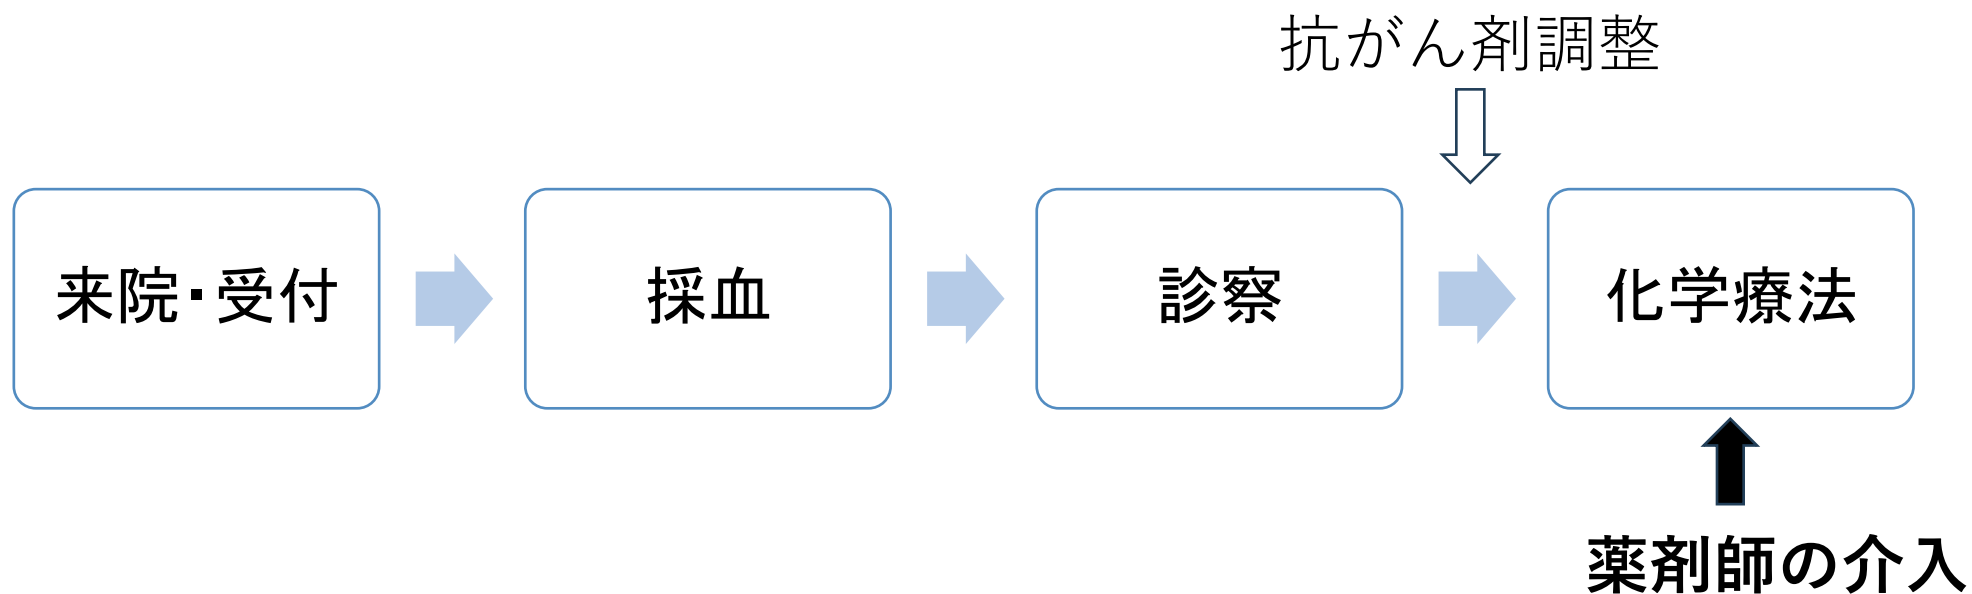 抗がん剤調整
来院・受付
採血
診察
化学療法
薬剤師の介入